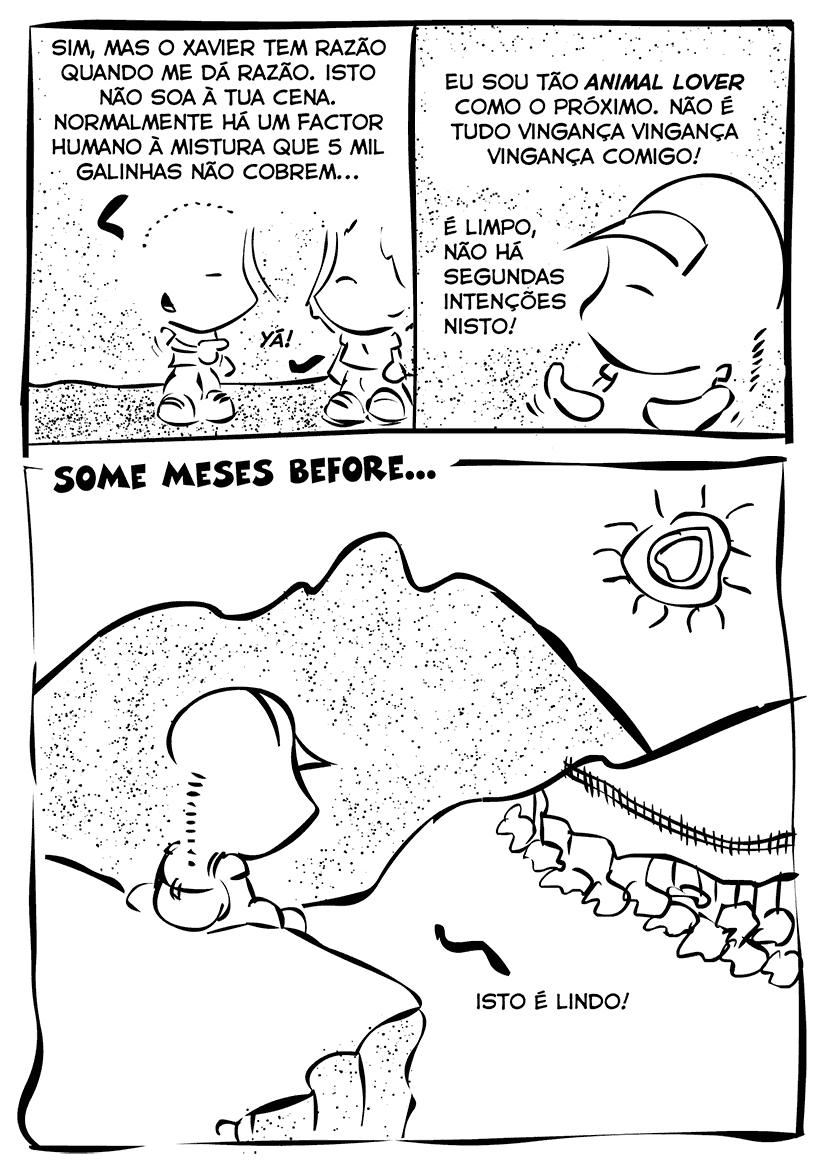 SIM, MAS O XAVIER TEM RAZÃO
QUANDO ME DÁ RAZÃO. ISTO
NÃO SOA À TUA CENA.
NORMALMENTE HÁ UM FACTOR
HUMANO À MISTURA QUE 5 MIL
GALINHAS NÃO COBREM...
YÁ!
EU SOU TÃO ANIMAL LOVER
COMO O PRÓXIMO. NÃO É
TUDO VINGANÇA VINGANÇA
VINGANÇA COMIGO!
É LIMPO,
NÃO HÁ
SEGUNDAS
INTENÇÕES
NISTO!
SOME MESES BEFORE...
ISTO É LINDO!